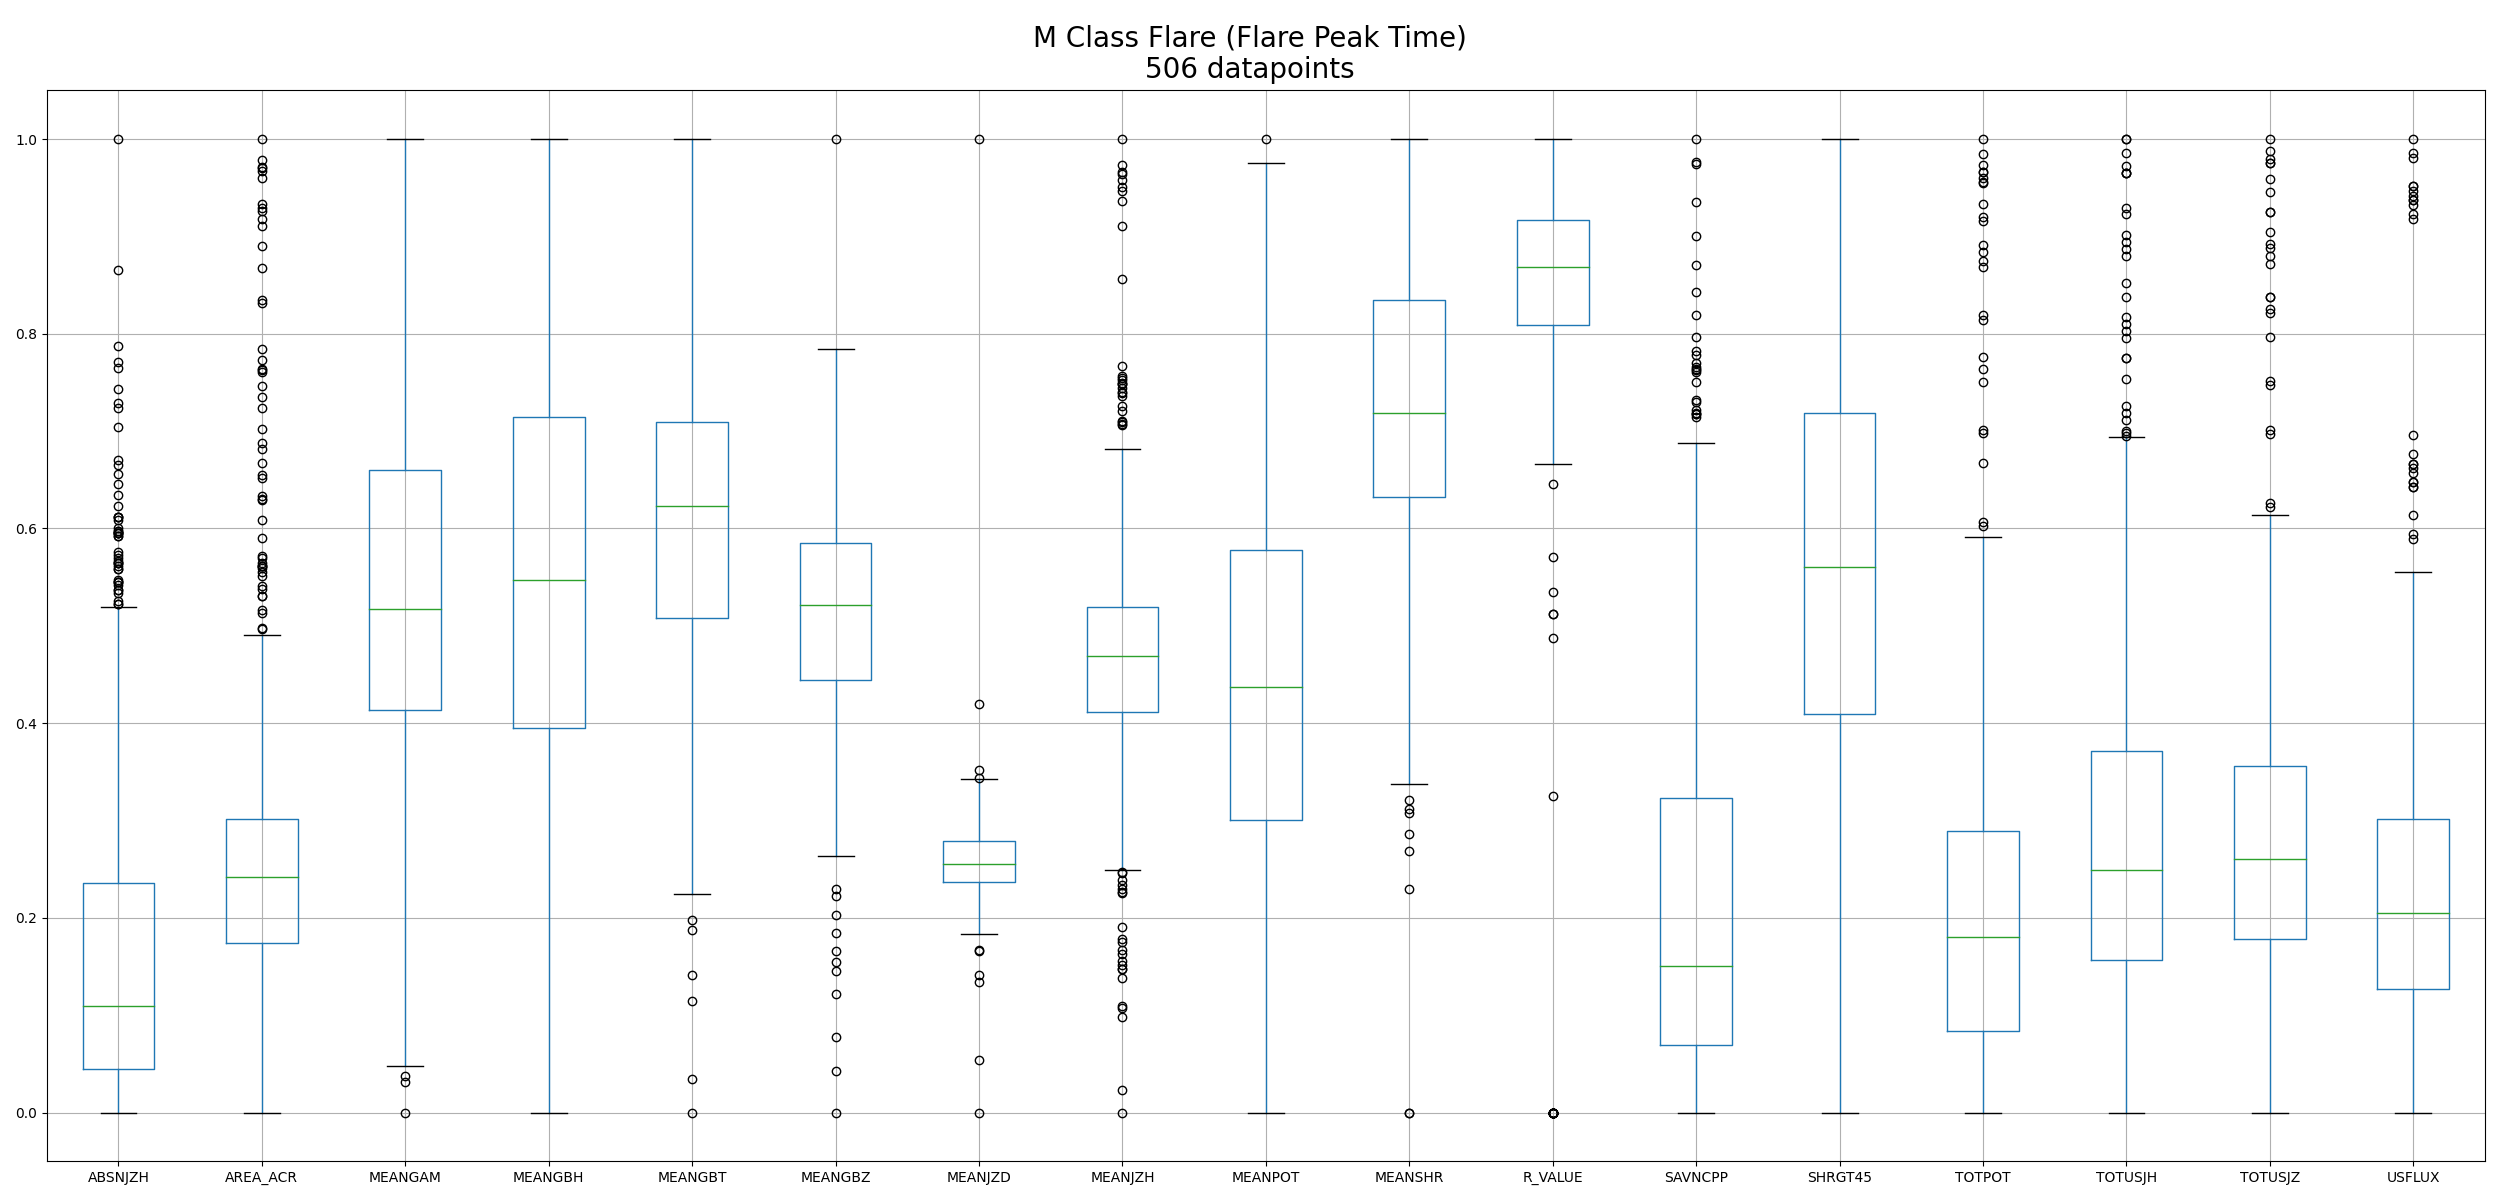 M Class Flare (Flare Peak Time)
506 datapoints
1.0
0.8
0.6
0.4
0.2
0.0
ABSNJZH AREA_ACR MEANGAM MEANGBH MEANGBT MEANGBZ MEANJZD MEANJZH MEANPOT MEANSHR R_VALUE SAVNCPP SHRGT45 TOTPOT TOTUSJH TOTUSJZ USFLUX